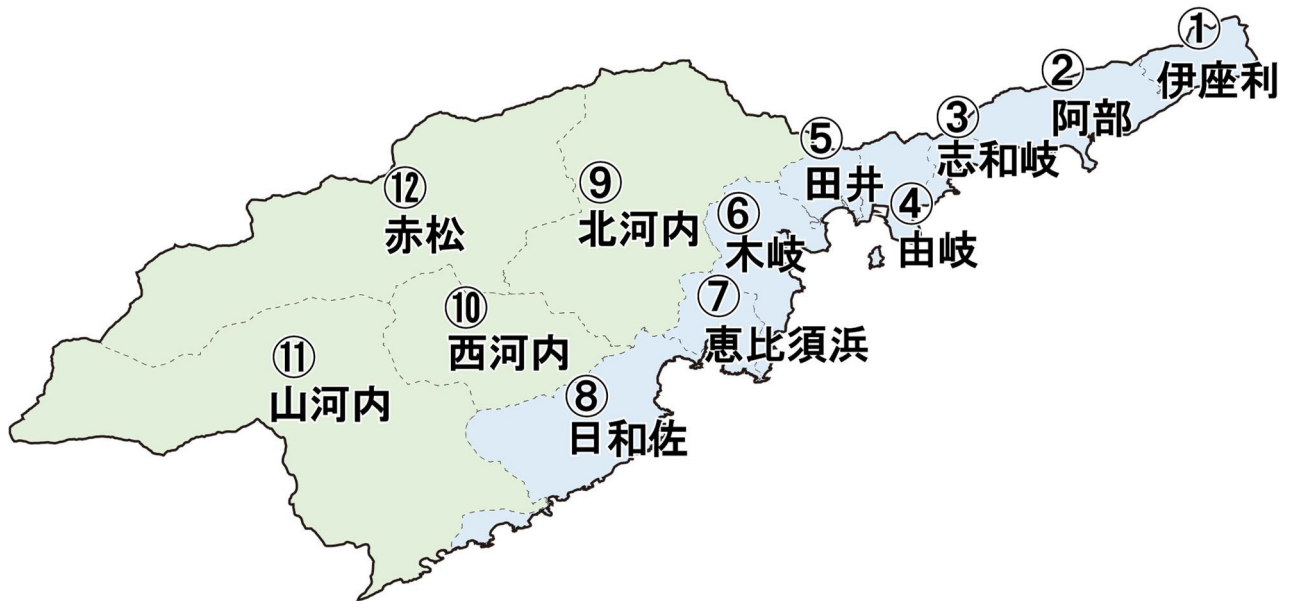 ①
伊座利
②
阿部
③
志和岐
④
由岐
⑤
田井
⑥
木岐
⑦
恵比須浜
⑧
日和佐
⑨
北河内
⑩
西河内
⑪
山河内
⑫
赤松